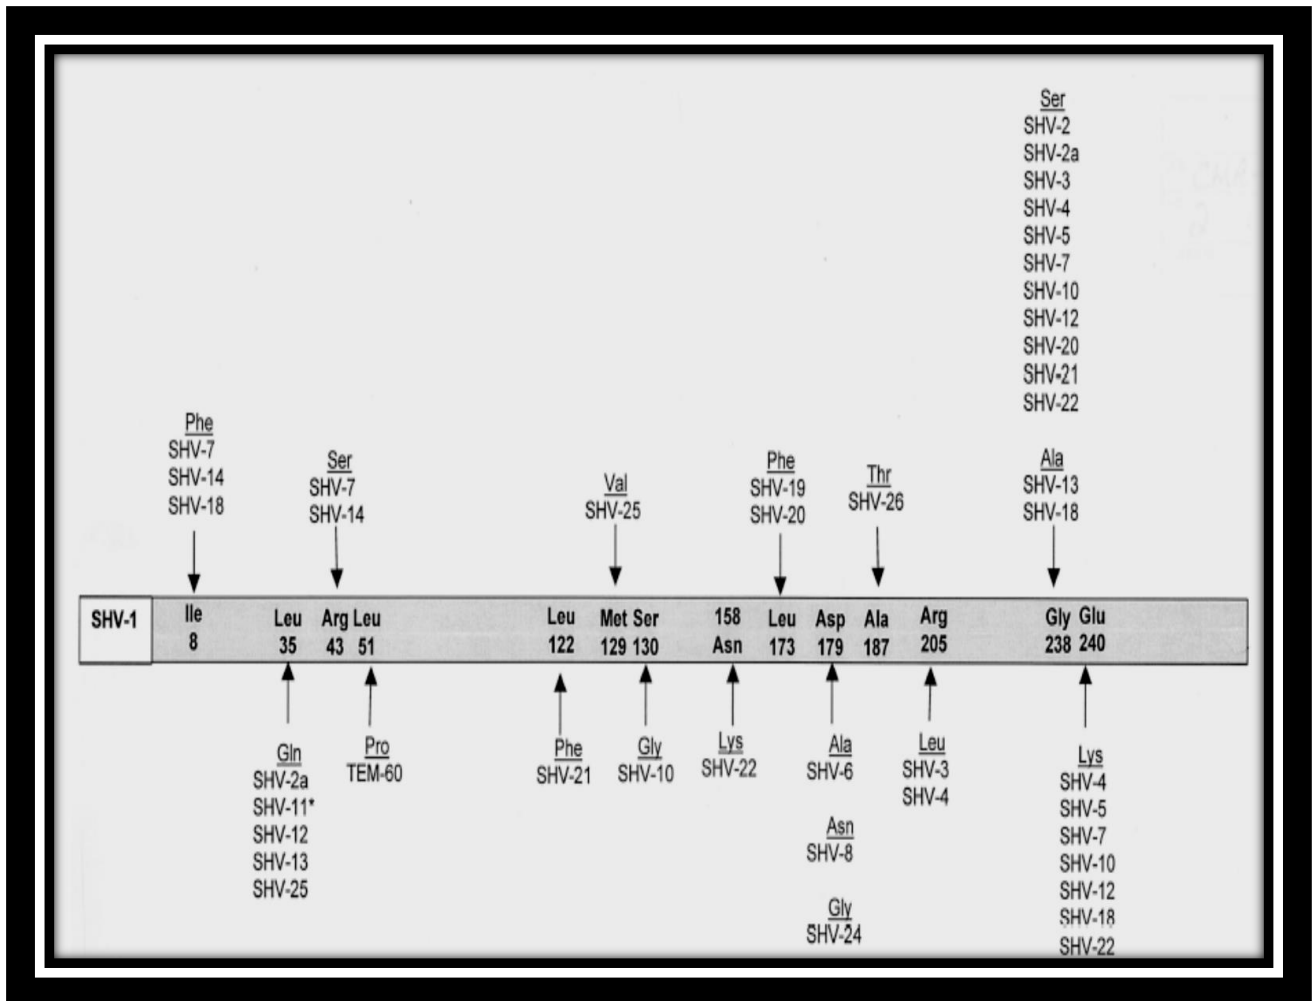 Ser
SHV-2
SHV-2a
SHV-3
SHV-4
SHV-5
SHV-7
SHV-10
SHV-12
SHV-20
SHV-21
SHV-22
Phe
SHV-7
SHV-14
SHV-18
Ser
SHV-7
SHV-14
Val
SHV-25
Phe
SHV-19
SHV-20
Thr
SHV-26
Ala
SHV-13
SHV-18
SHV-1
Ile
8
Leu
35
Arg
43
Leu
51
Leu
122
Met
129
Ser
130
158
Asn
Leu
173
Asp
179
Ala
187
Arg
205
Gly
238
Glu
240
Gln
SHV-2a
SHV-11*
SHV-12
SHV-13
SHV-25
Pro
TEM-60
Phe
SHV-21
Gly
SHV-10
Lys
SHV-22
Ala
SHV-6
Asn
SHV-8
Gly
SHV-24
Leu
SHV-3
SHV-4
Lys
SHV-4
SHV-5
SHV-7
SHV-10
SHV-12
SHV-18
SHV-22